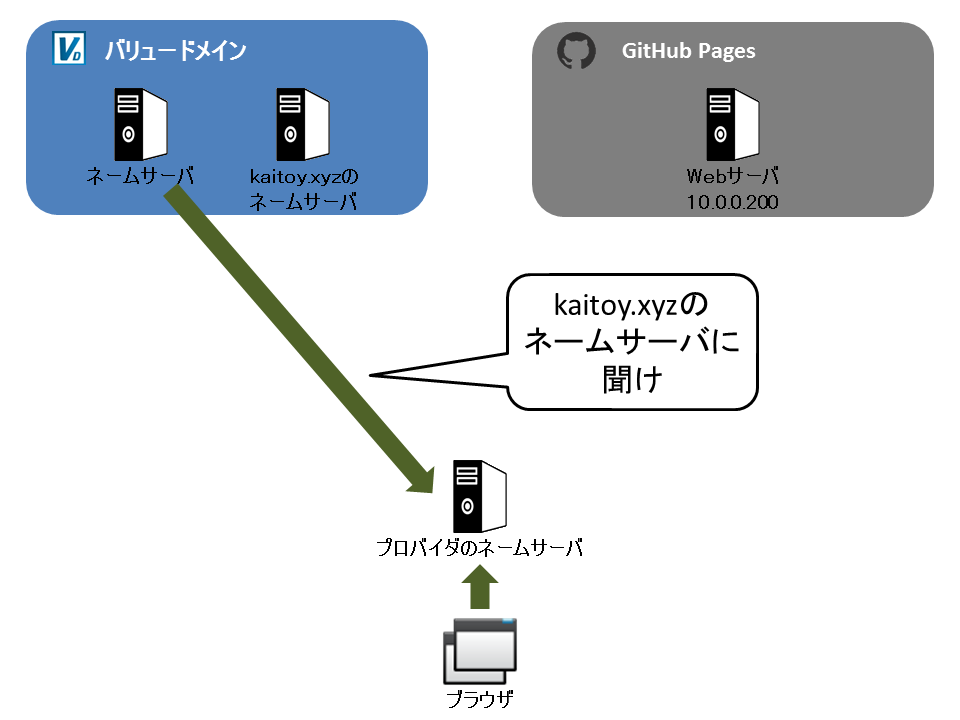 VD バリュードメイン
ネームサーバ
kaitoy.xyzの
ネームサーバ
GitHub Pages
Webサーバ
10.0.0.200
kaitoy.xyzの
ネームサーバに
聞け
プロバイダのネームサーバ
ブラウザ